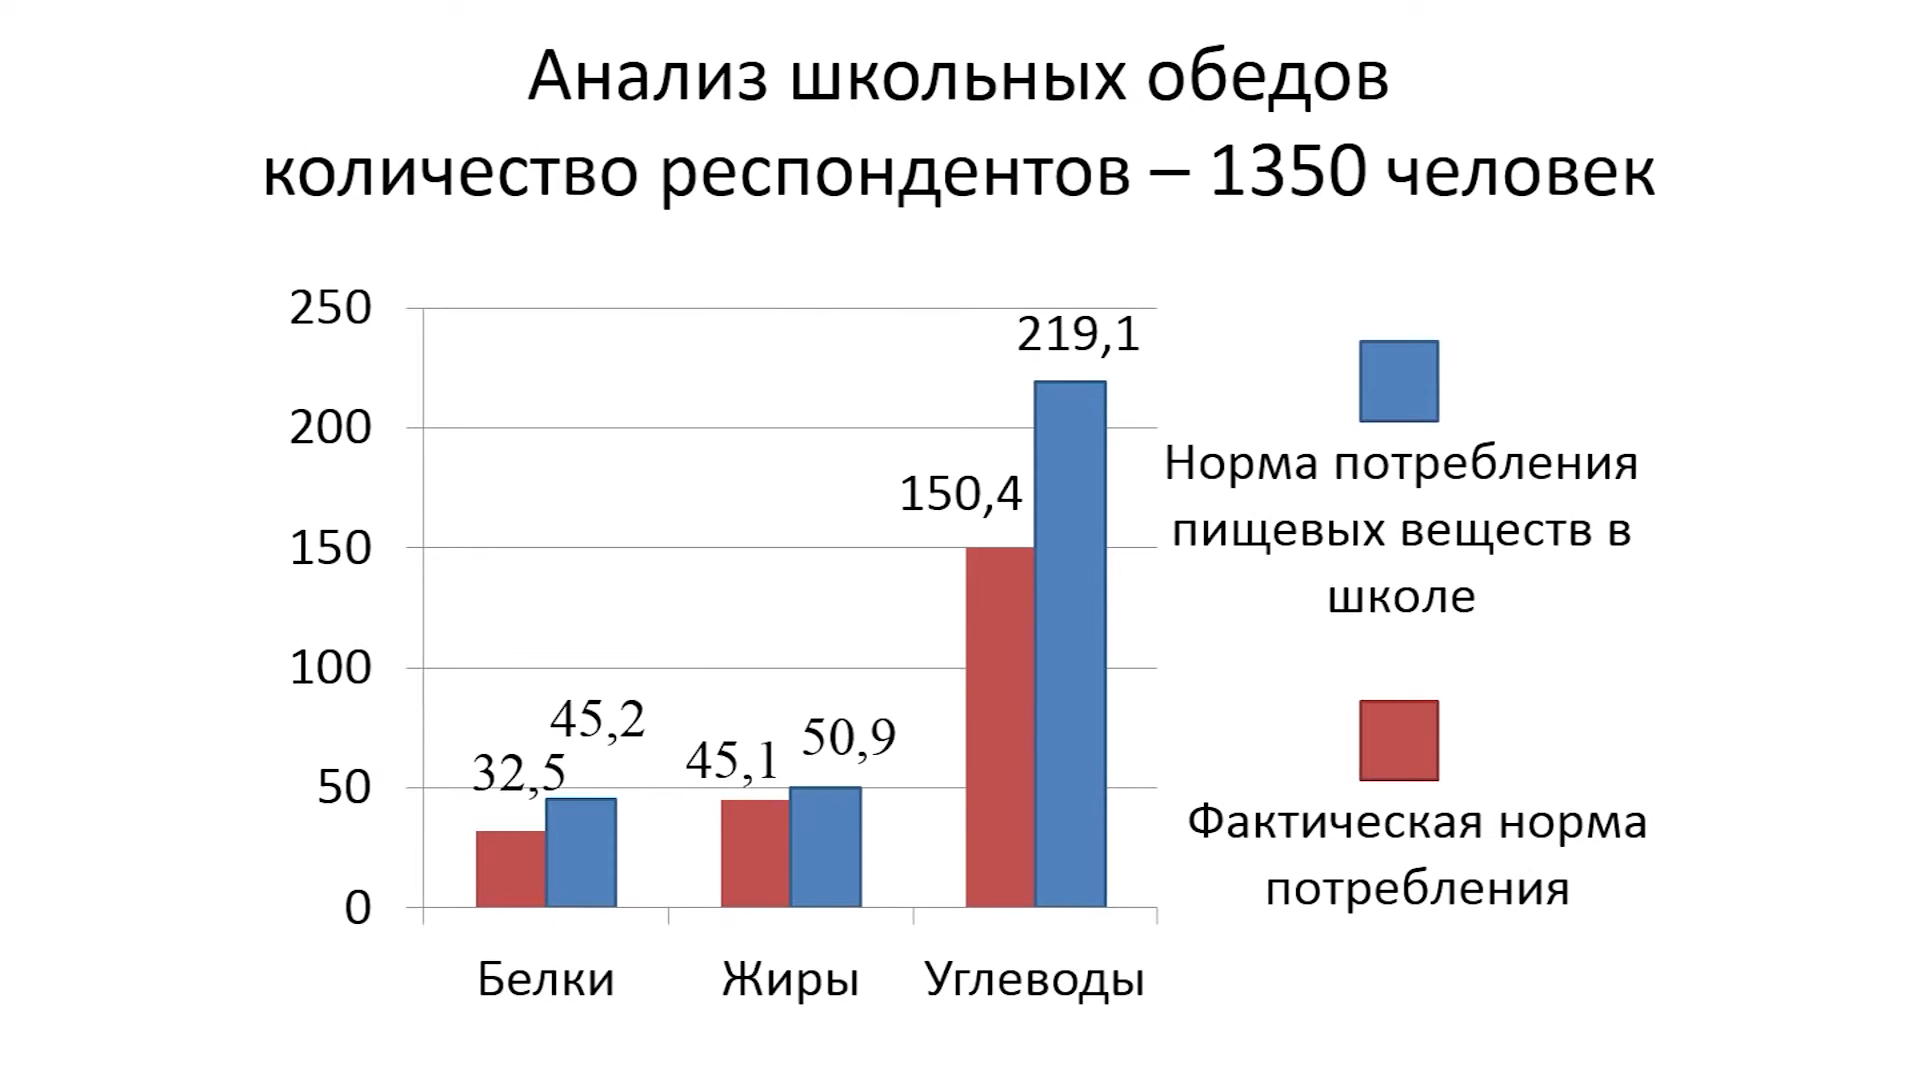 Анализ школьных обедов
количество респондентов – 1350 человек
250
200
150
100
50
0
32,5
45,2
45,1
50,9
150,4
219,1
Белки
Жиры
Углеводы
Норма потребления
пищевых веществ в
школе
Фактическая норма
потребления